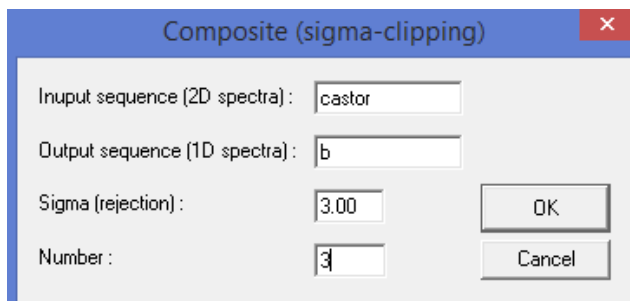 Composite (sigma-clipping)
Inuput sequence (2D spectra) : castor
Output sequence (1D spectra) : b
Sigma (rejection) : 3.00 OK
Number : 3 Cancel